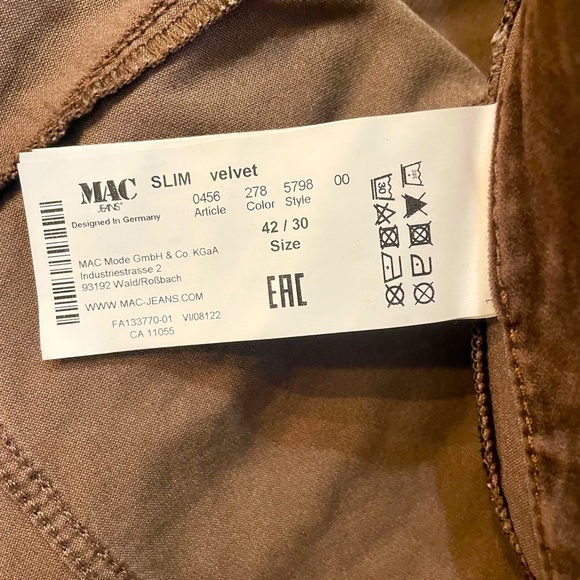 MAC
JEANS
SLIM velvet
Designed In Germany
0456 278 5798 00
Article Color Style
42 / 30
Size
MAC Mode GmbH & Co. KGaA
Industriestrasse 2
93192 Wald/Roßbach
WWW.MAC-JEANS.COM
FA133770-01 VI/08122
CA 11055
EAC
30